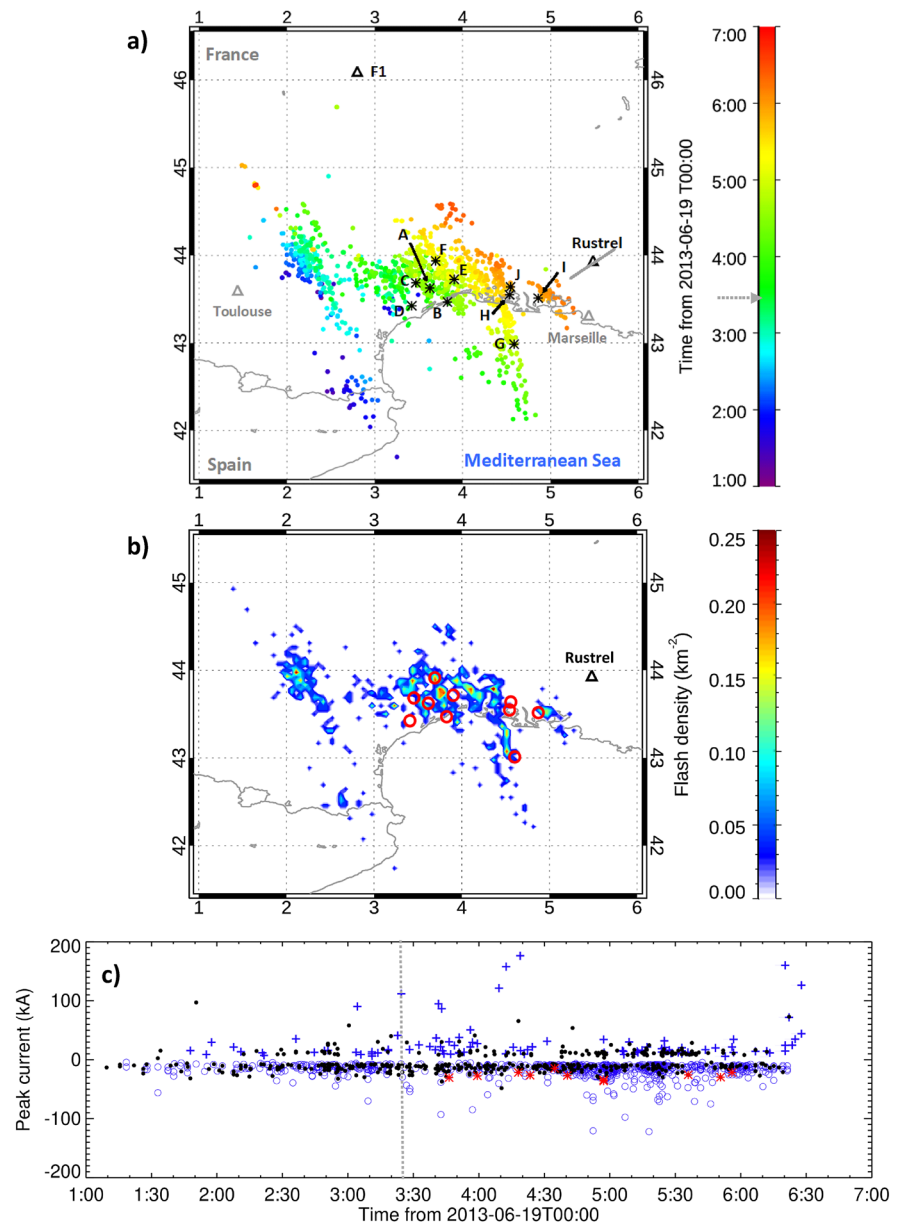 1 2 3 4 5 6
a)
France
F1
46
45
44
43
42
46
45
44
43
42
A
F
C
E
D
B
J
I
H
G
Rustrel
Toulouse
Marseille
Spain
Mediterranean Sea
1 2 3 4 5 6
7:00
6:00
5:00
4:00
3:00
2:00
1:00
Time from 2013-06-19 T00:00
1 2 3 4 5 6
b)
45
44
43
42
45
44
43
42
Rustrel
1 2 3 4 5 6
0.25
0.20
0.15
0.10
0.05
0.00
Flash density (km-2)
c)
200
100
0
-100
-200
Peak current (kA)
1:00 1:30 2:00 2:30 3:00 3:30 4:00 4:30 5:00 5:30 6:00 6:30 7:00
Time from 2013-06-19T00:00